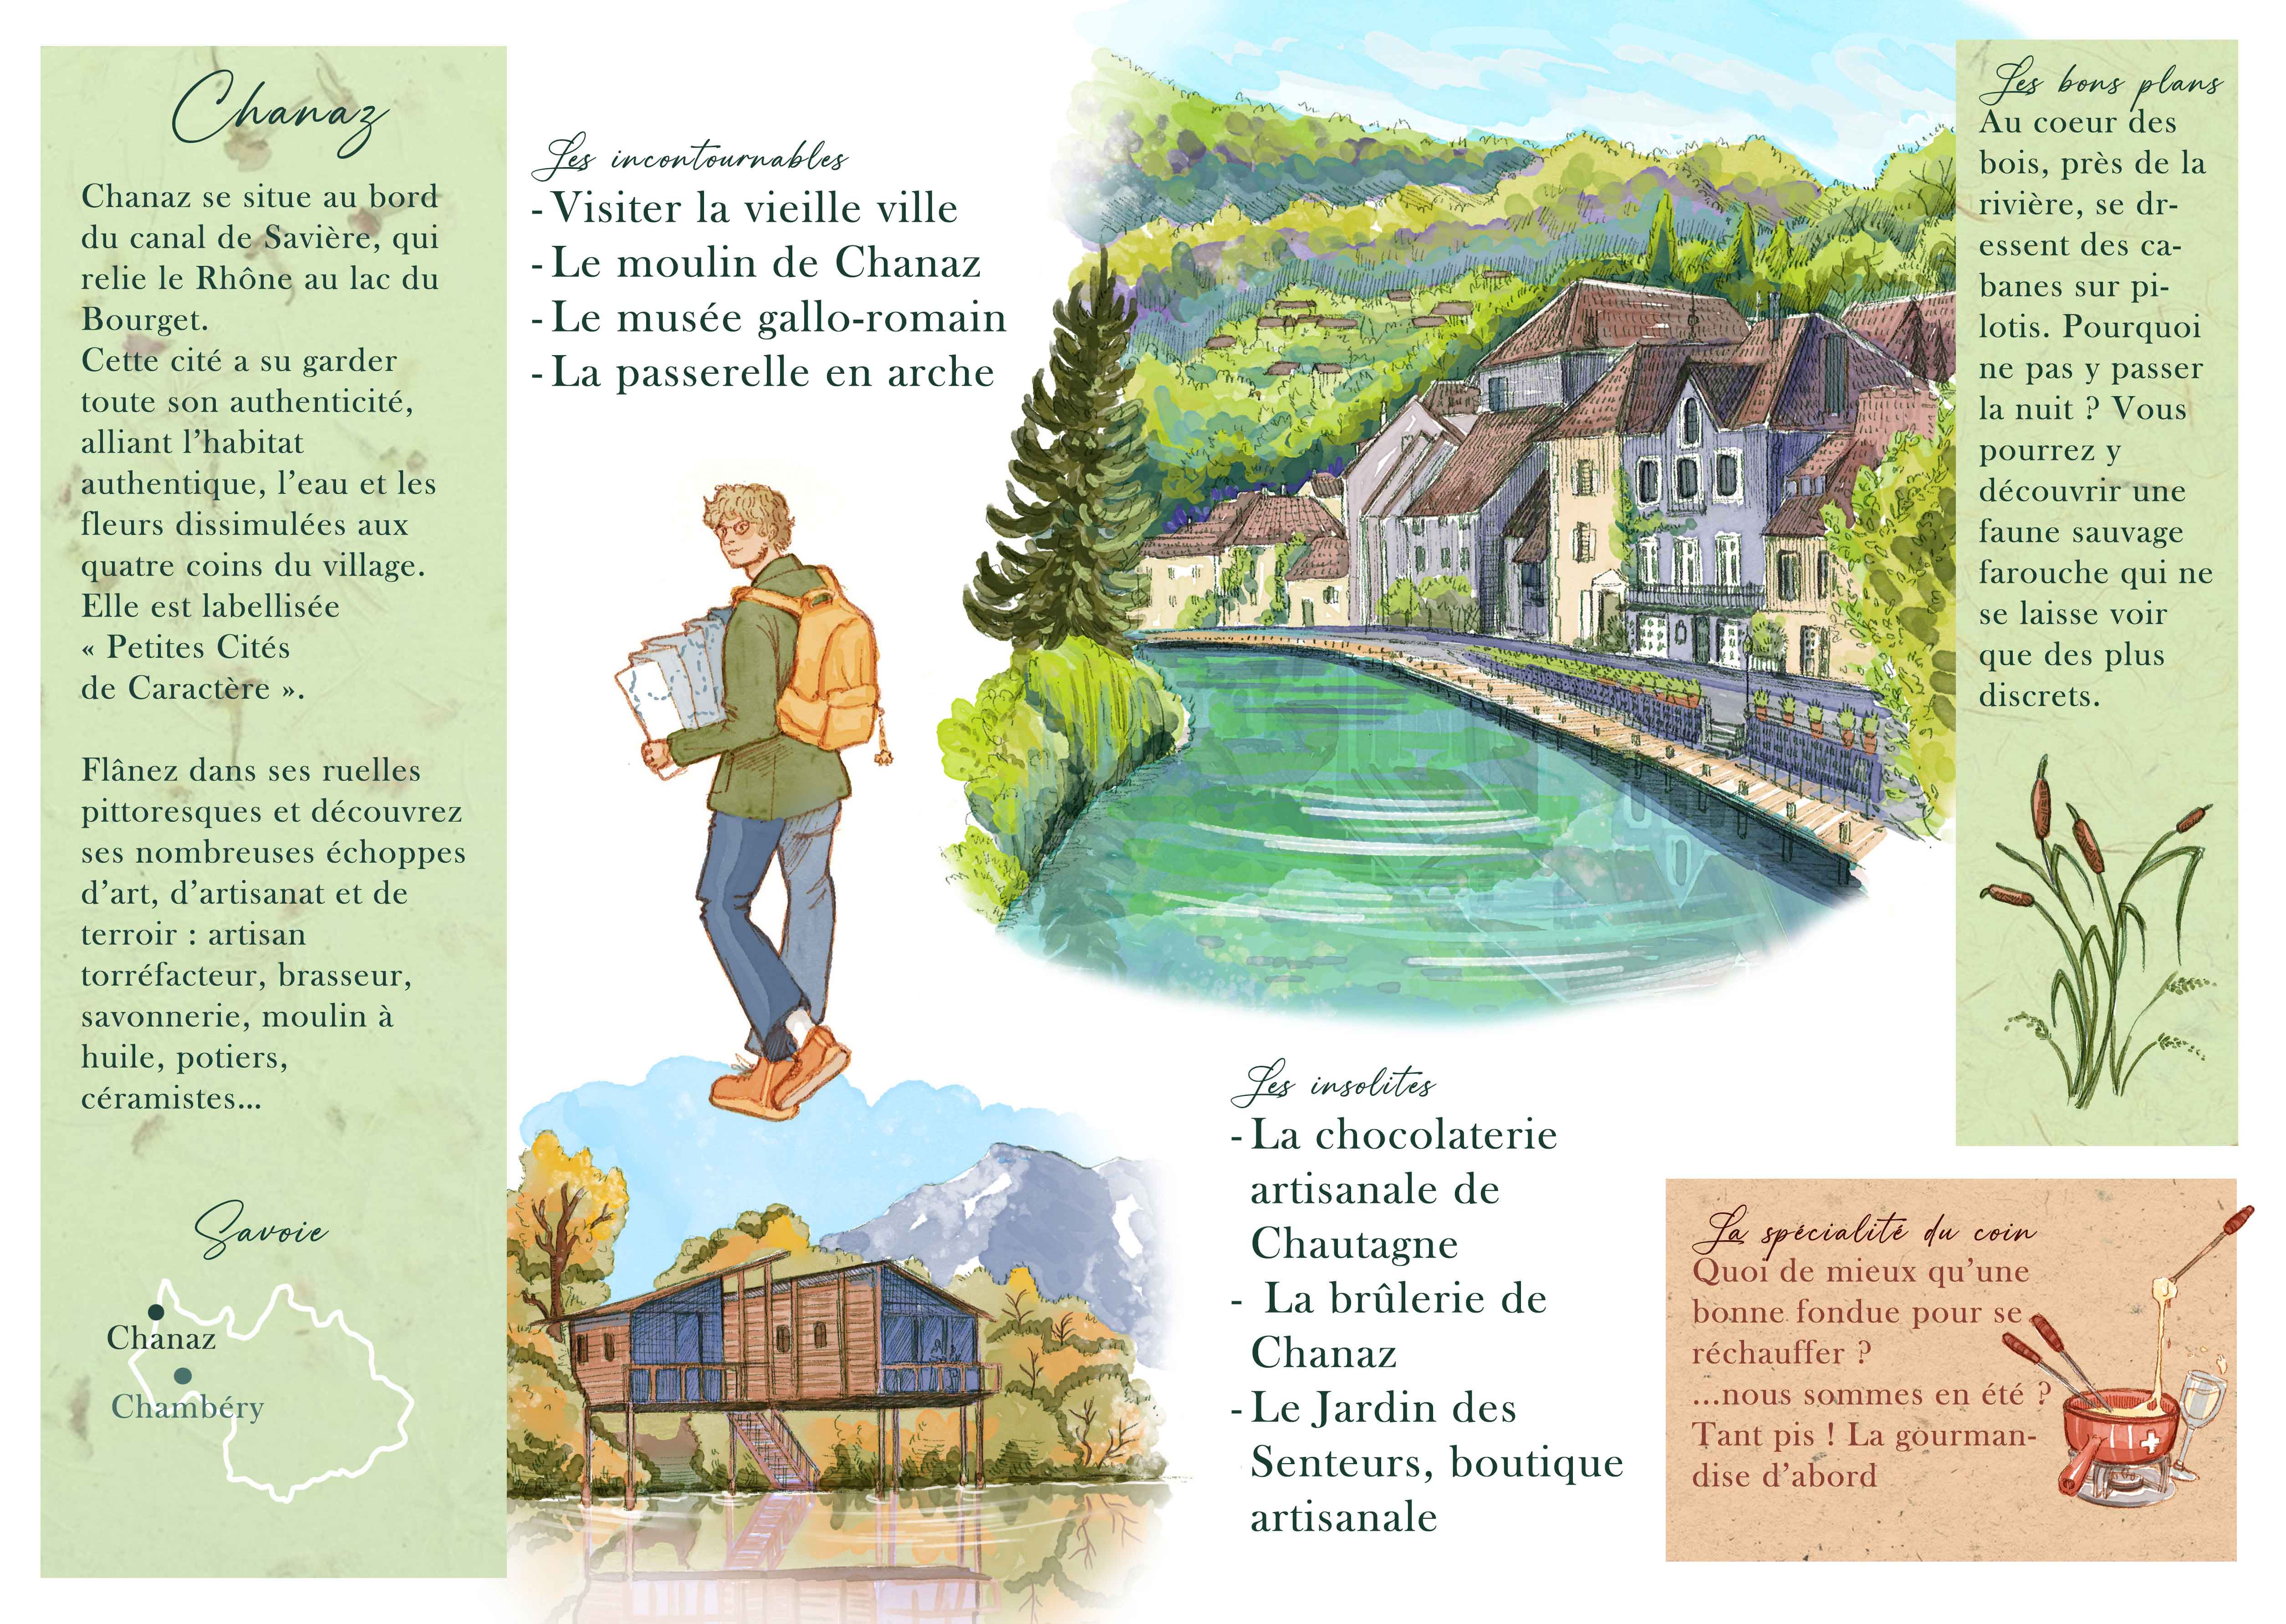 Chanaz
Chanaz se situe au bord
du canal de Savière, qui
relie le Rhône au lac du
Bourget.
Cette cité a su garder
toute son authenticité,
alliant l'habitat
authentique, l'eau et les
fleurs dissimulées aux
quatre coins du village.
Elle est labellisée
« Petites Cités
de Caractère ».
Flânez dans ses ruelles
pittoresques et découvrez
ses nombreuses échoppes
d'art, d'artisanat et de
terroir : artisan
torréfacteur, brasseur,
savonnerie, moulin à
huile, potiers,
céramistes...
Savoie
Chanaz
Chambéry
Les incontournables
-Visiter la vieille ville
-Le moulin de Chanaz
-Le musée gallo-romain
-La passerelle en arche
Les insolites
-La chocolaterie
artisanale de
Chautagne
- La brûlerie de
Chanaz
-Le Jardin des
Senteurs, boutique
artisanale
Les bons plans
Au coeur des
bois, près de la
rivière, se dr-
essent des ca-
banes sur pi-
lotis. Pourquoi
ne pas y passer
la nuit ? Vous
pourrez y
découvrir une
faune sauvage
farouche qui ne
se laisse voir
que des plus
discrets.
La spécialité du coin
Quoi de mieux qu'une
bonne fondue pour se
réchauffer ?
...nous sommes en été ?
Tant pis ! La gourman-
dise d'abord